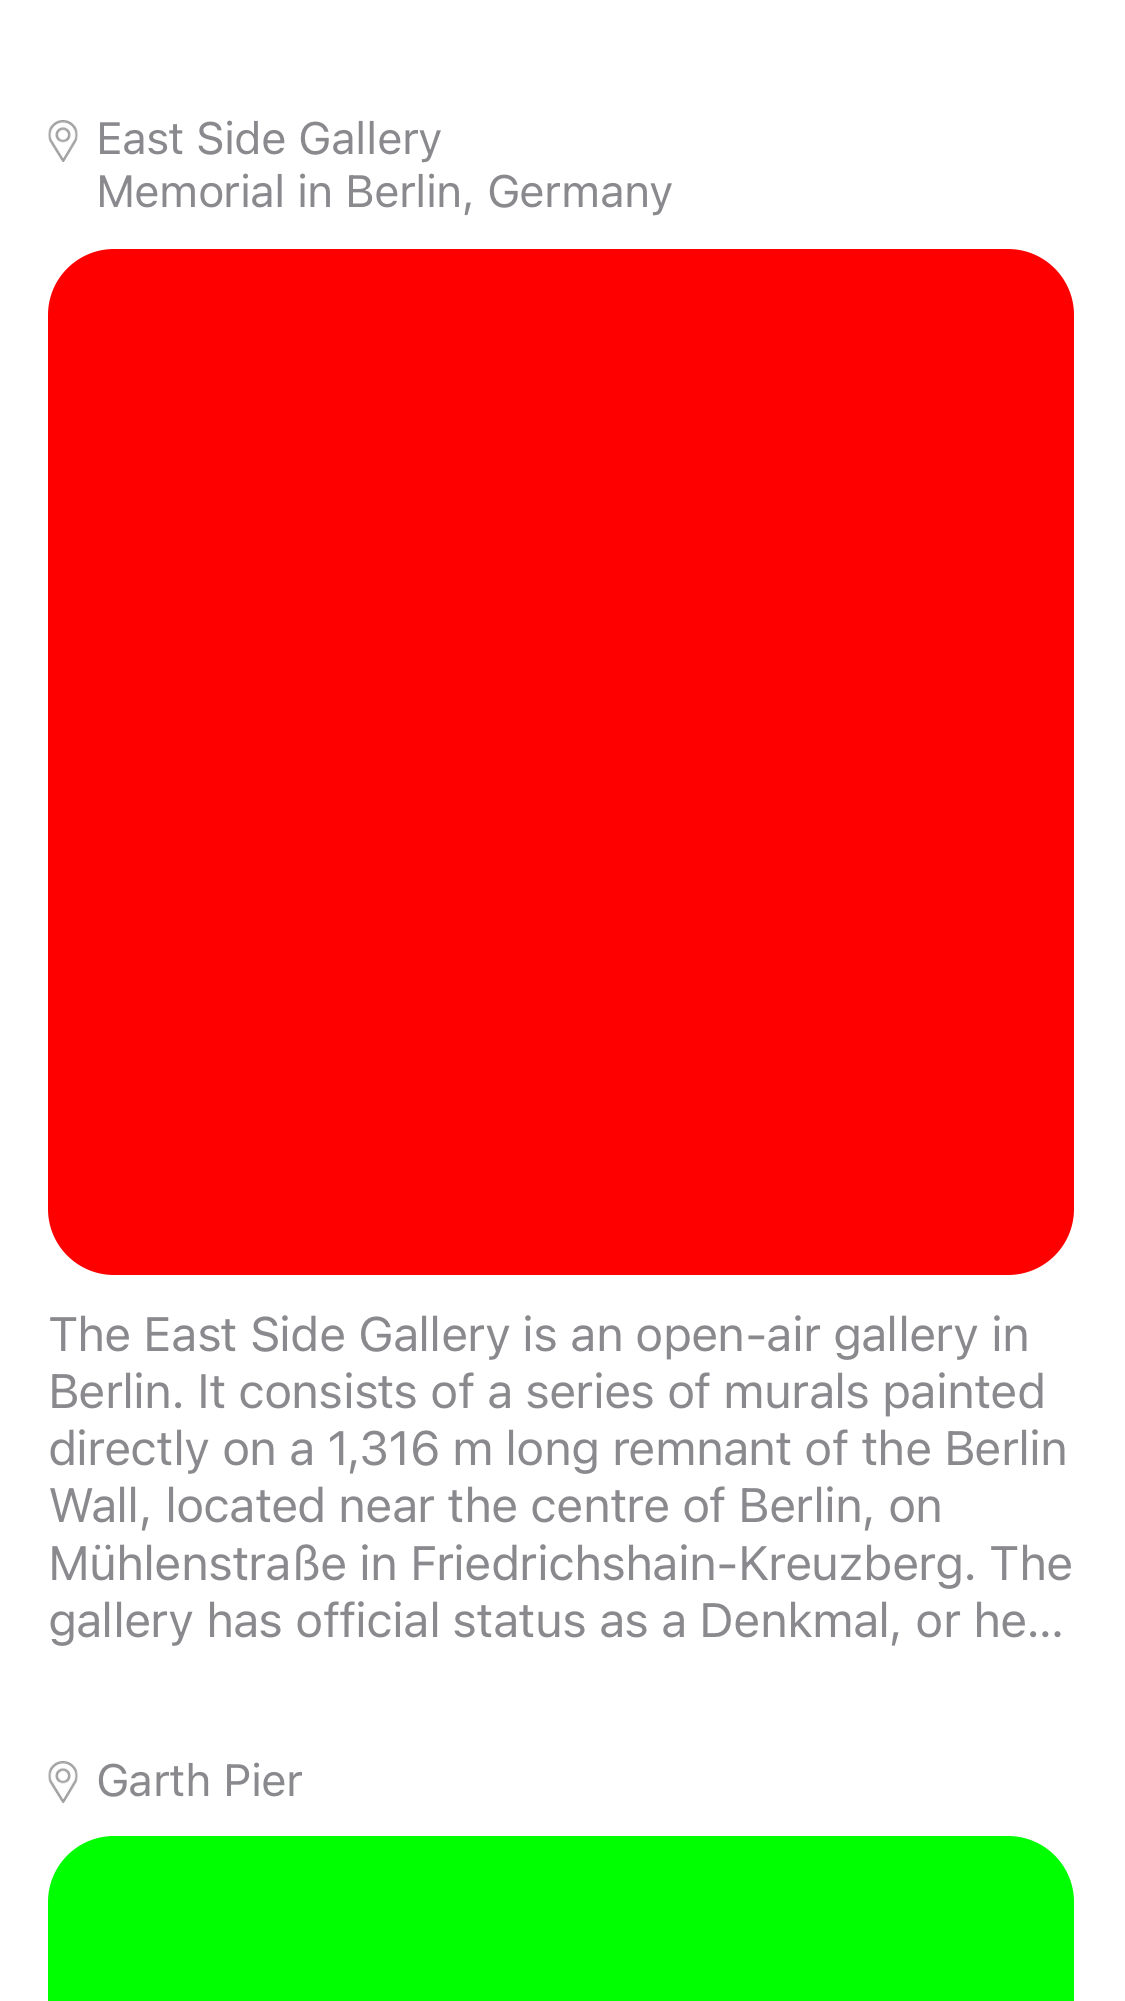 East Side Gallery
Memorial in Berlin, Germany
The East Side Gallery is an open-air gallery in
Berlin. It consists of a series of murals painted
directly on a 1,316 m long remnant of the Berlin
Wall, located near the centre of Berlin, on
Mühlenstraße in Friedrichshain-Kreuzberg. The
gallery has official status as a Denkmal, or he…
Garth Pier